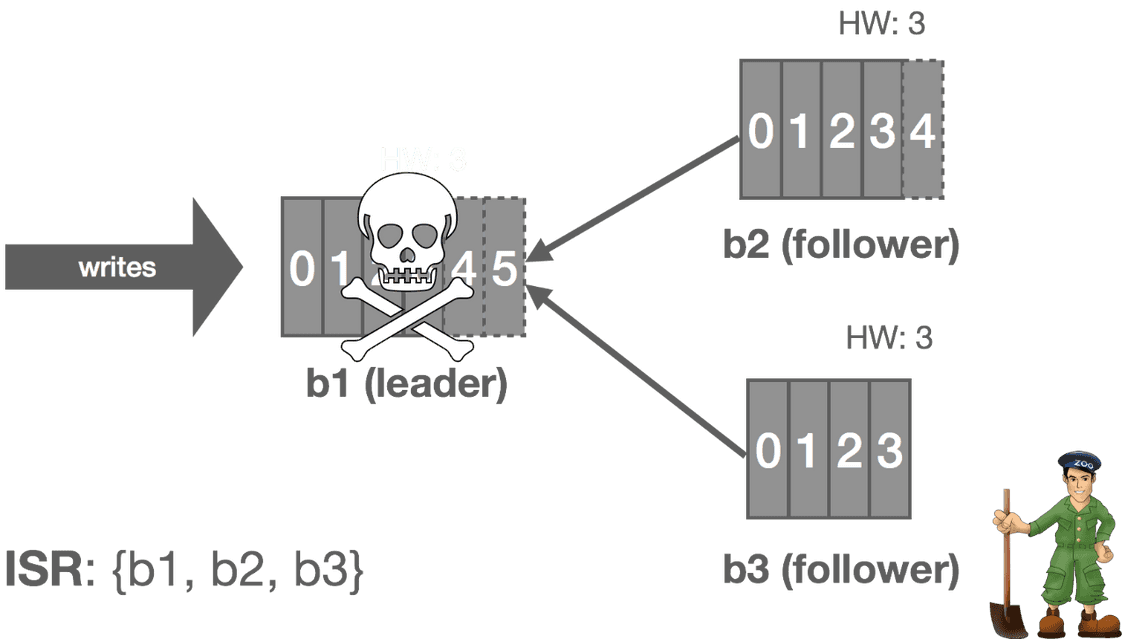 HW: 3
0 1 2 3 4
b2 (follower)
HW: 3
writes
0 1 2 4 5
b1 (leader)
HW: 3
0 1 2 3
b3 (follower)
ISR: {b1, b2, b3}
ZOO